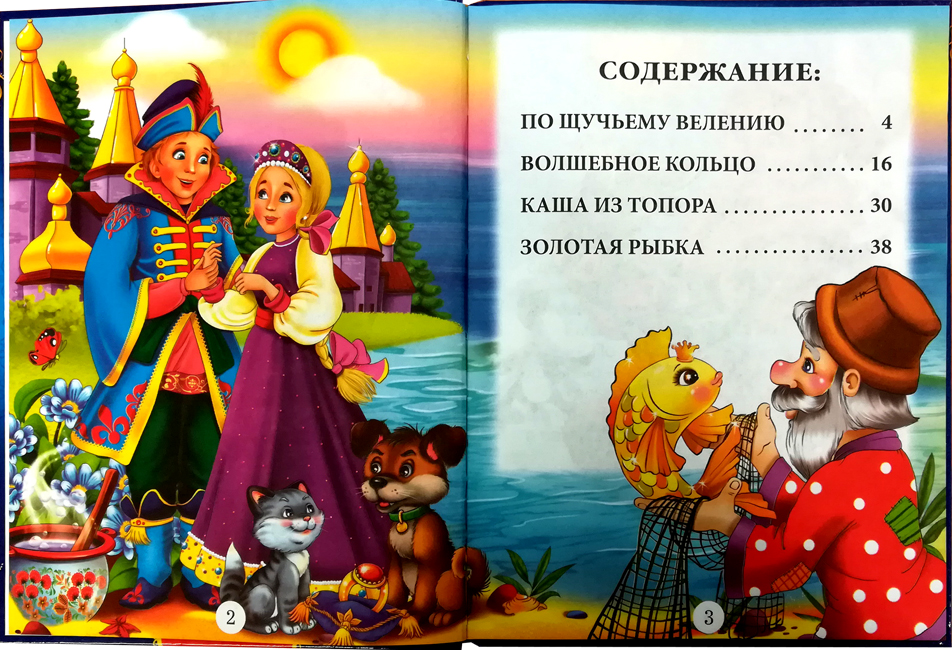 СОДЕРЖАНИЕ:
ПО ЩУЧЬЕМУ ВЕЛЕНИЮ ........ 4
ВОЛШЕБНОЕ КОЛЬЦО ........... 16
КАША ИЗ ТОПОРА ................ 30
ЗОЛОТАЯ РЫБКА ................. 38
2
3